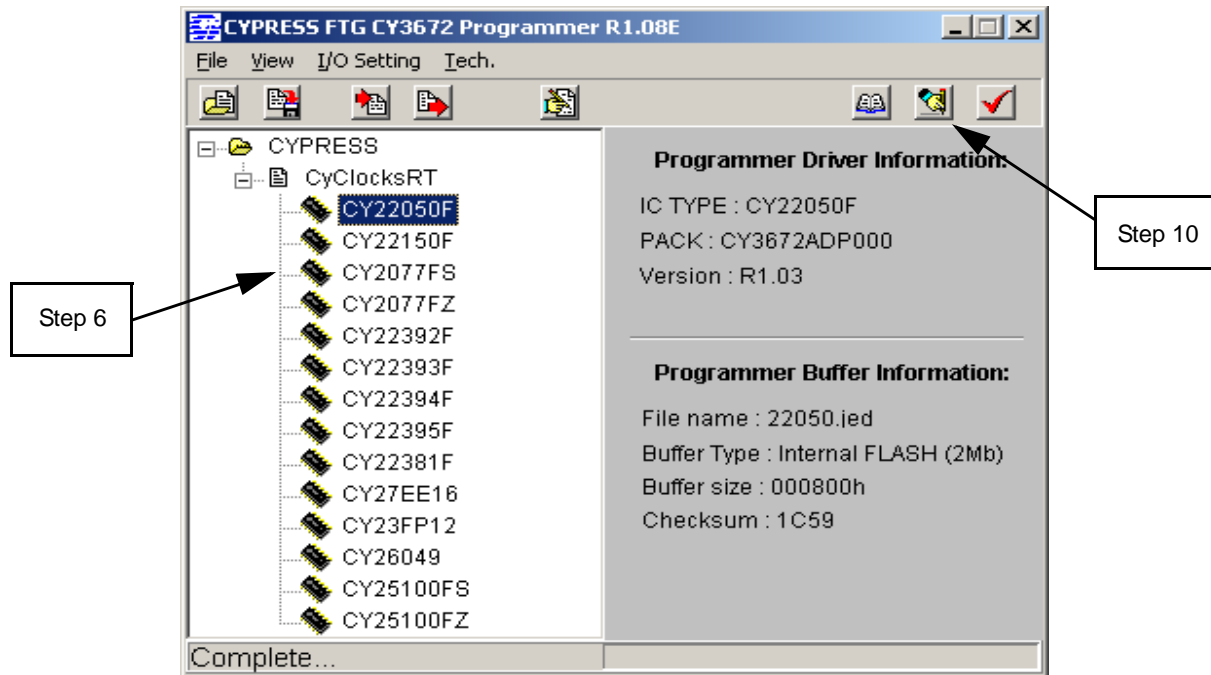 CYPRESS FTG CY3672 Programmer R1.08E
File View I/O Setting Tech.
CYPRESS
CyClocksRT
CY22050F
CY22150F
CY2077FS
CY2077FZ
CY22392F
CY22393F
CY22394F
CY22395F
CY22381F
CY27EE16
CY23FP12
CY26049
CY25100FS
CY25100FZ
Programmer Driver Information:
IC TYPE : CY22050F
PACK : CY3672ADP000
Version : R1.03
Programmer Buffer Information:
File name : 22050.jed
Buffer Type : Internal FLASH (2Mb)
Buffer size : 000800h
Checksum : 1C59
Complete...
Step 6
Step 10